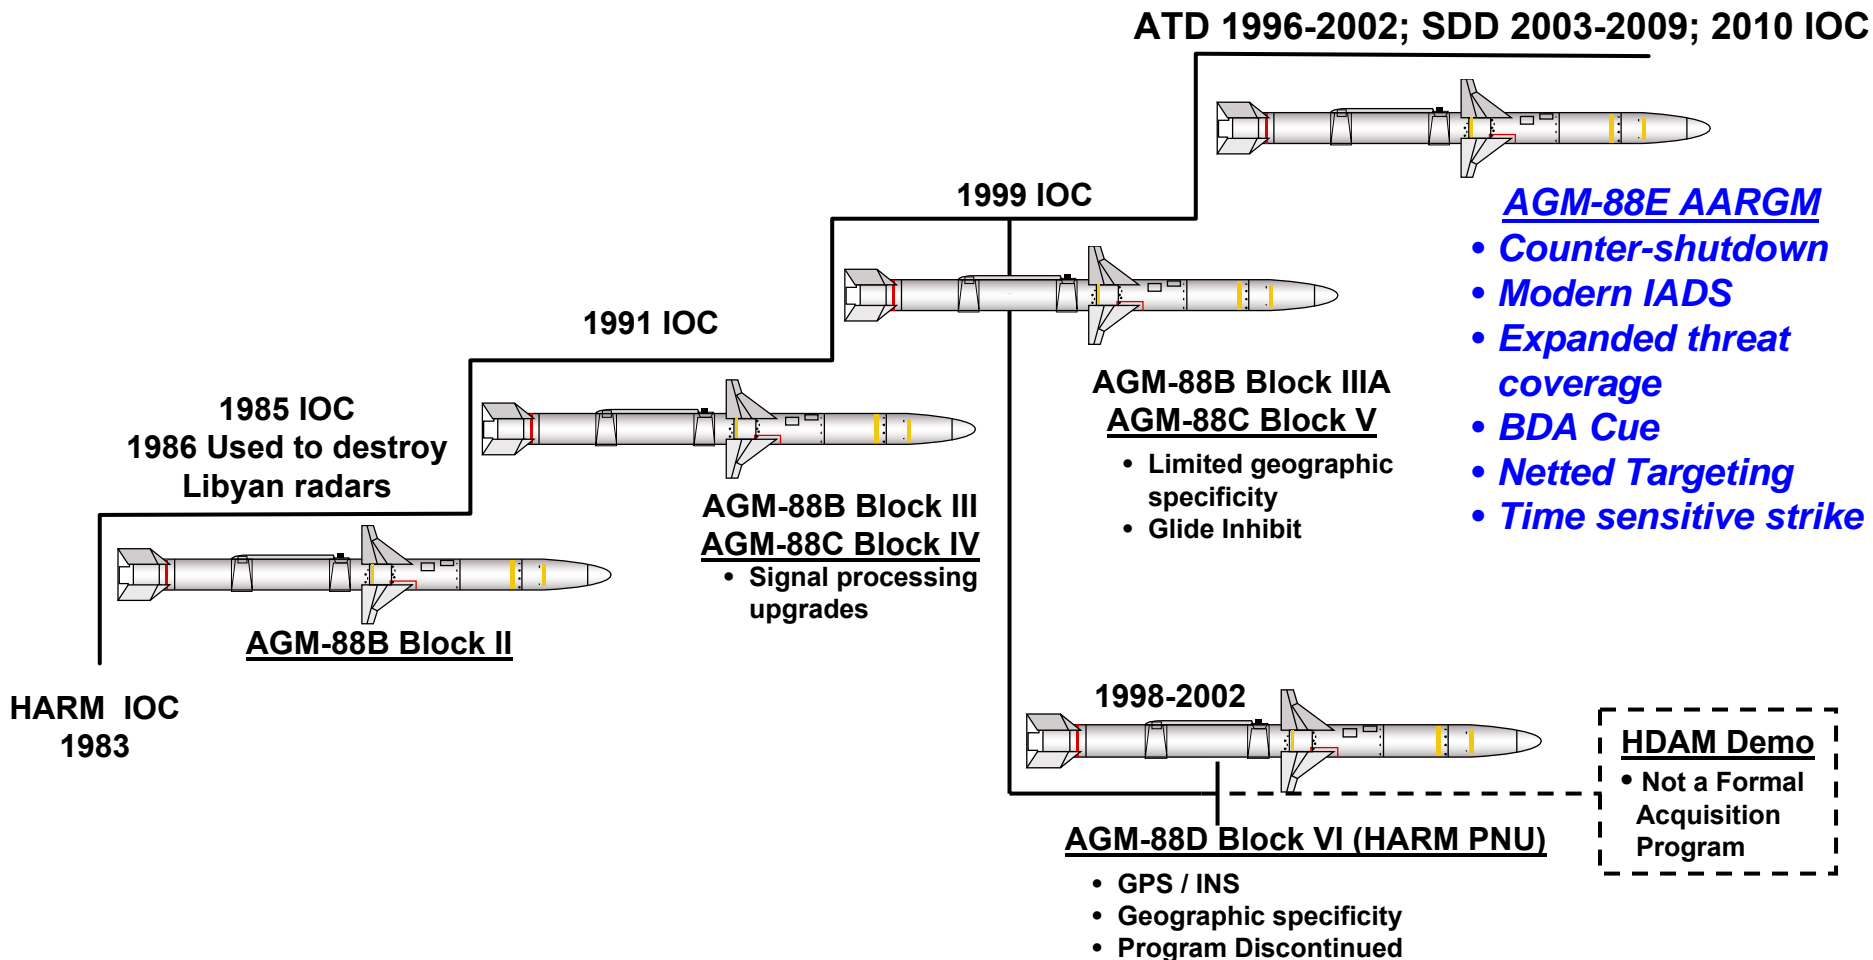 ATD 1996-2002; SDD 2003-2009; 2010 IOC
AGM-88E AARGM
• Counter-shutdown
• Modern IADS
• Expanded threat
coverage
• BDA Cue
• Netted Targeting
• Time sensitive strike
1999 IOC
AGM-88B Block IIIA
AGM-88C Block V
• Limited geographic
specificity
• Glide Inhibit
1991 IOC
AGM-88B Block III
AGM-88C Block IV
• Signal processing
upgrades
1985 IOC
1986 Used to destroy
Libyan radars
AGM-88B Block II
HARM IOC
1983
1998-2002
AGM-88D Block VI (HARM PNU)
• GPS / INS
• Geographic specificity
• Program Discontinued
HDAM Demo
• Not a Formal
Acquisition
Program